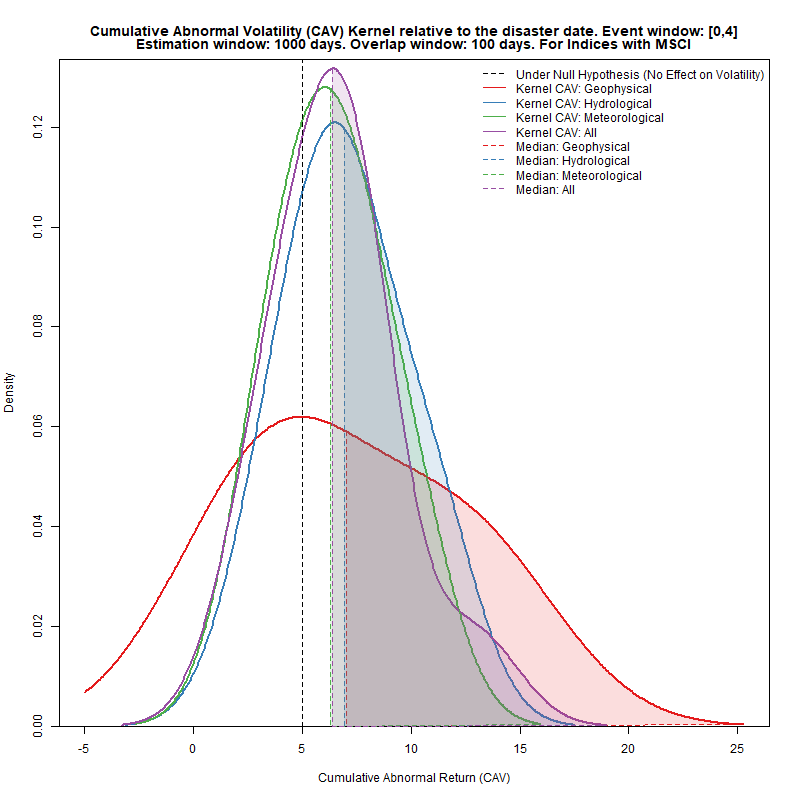 Cumulative Abnormal Volatility (CAV) Kernel relative to the disaster date. Event window: [0,4]
Estimation window: 1000 days. Overlap window: 100 days. For Indices with MSCI
Under Null Hypothesis (No Effect on Volatility)
Kernel CAV: Geophysical
Kernel CAV: Hydrological
Kernel CAV: Meteorological
Kernel CAV: All
Median: Geophysical
Median: Hydrological
Median: Meteorological
Median: All
Density
0.12
0.10
0.08
0.06
0.04
0.02
0.00
-5 0 5 10 15 20 25
Cumulative Abnormal Return (CAV)